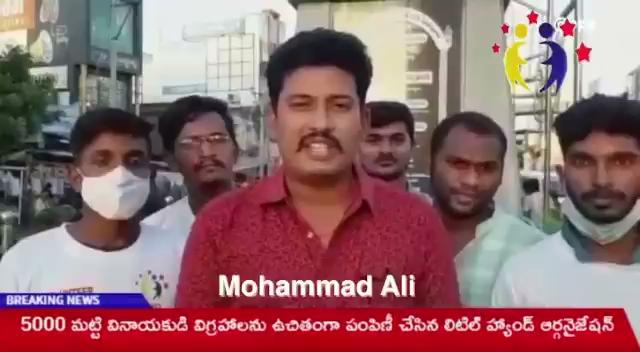 Mohammad Ali
BREAKING NEWS
5000 మట్టి వినాయకుడి విగ్రహాలను ఉచితంగా పంపిణీ చేసిన లిటిల్ హ్యాండ్ ఆర్గనైజేషన్